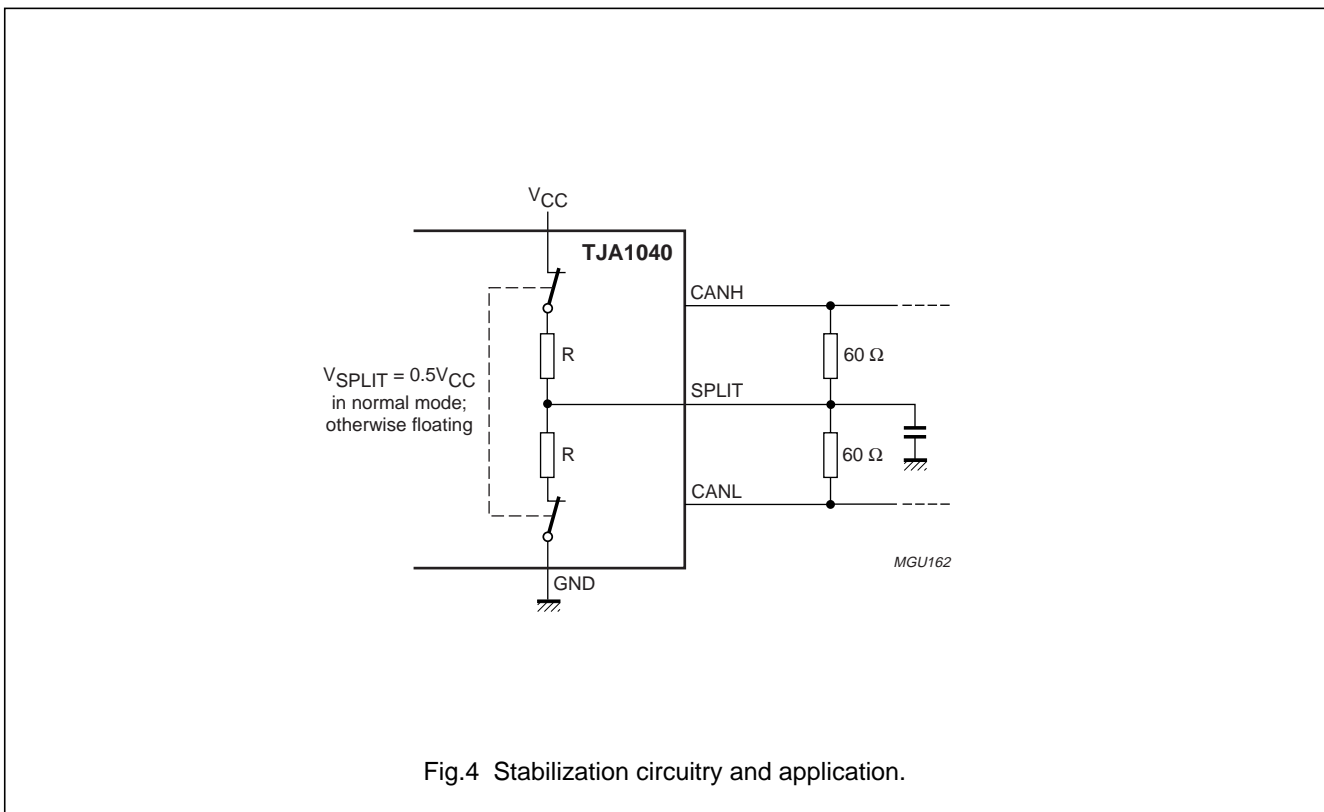 VCC
TJA1040
CANH
R
60 Ω
VSPLIT = 0.5VCC
in normal mode;
otherwise floating
SPLIT
R
60 Ω
CANL
MGU162
GND
Fig.4 Stabilization circuitry and application.